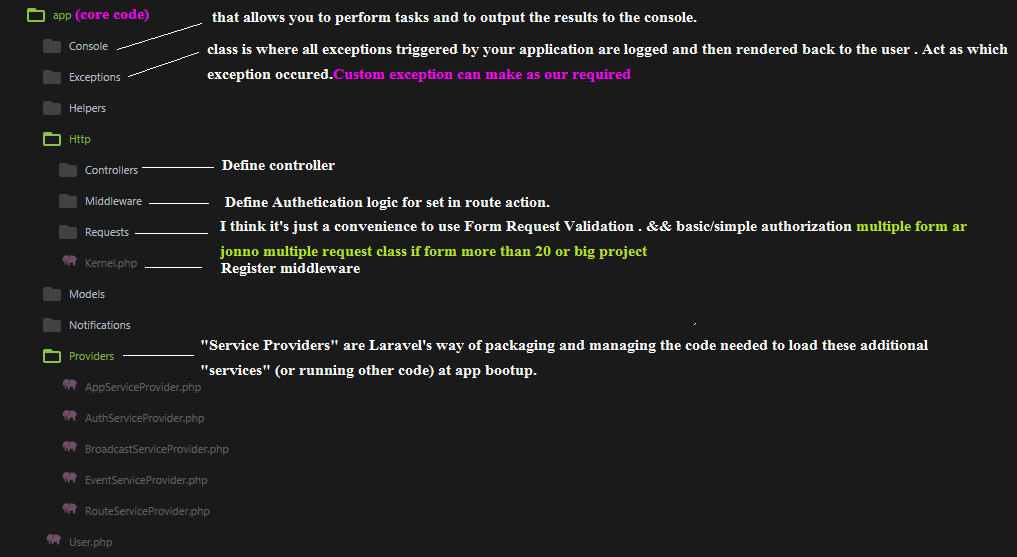 app (core code)
that allows you to perform tasks and to output the results to the console.
Console
class is where all exceptions triggered by your application are logged and then rendered back to the user . Act as which
Exceptions
exception occured.Custom exception can make as our required
Helpers
Http
Controllers
Define controller
Middleware
Define Authetication logic for set in route action.
Requests
I think it's just a convenience to use Form Request Validation . && basic/simple authorization multiple form ar
jonno multiple request class if form more than 20 or big project
Kernel.php
Register middleware
Models
Notifications
Providers
"Service Providers" are Laravel's way of packaging and managing the code needed to load these additional
"services" (or running other code) at app bootup.
AppServiceProvider.php
AuthServiceProvider.php
BroadcastServiceProvider.php
EventServiceProvider.php
RouteServiceProvider.php
User.php